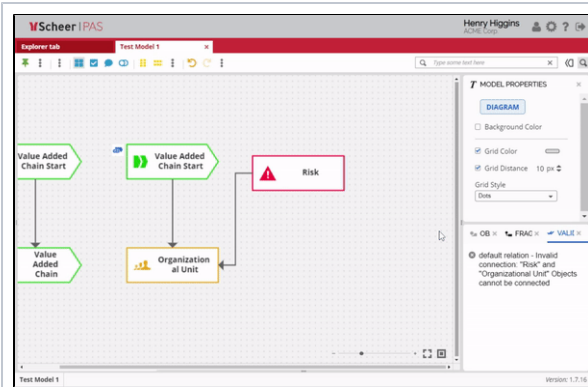 Scheer IPAS
Henry Higgins
ACME Corp.
Explorer tab
Test Model 1 ×
Type some text here ×
MODEL PROPERTIES ×
DIAGRAM
Background Color
Grid Color
Grid Distance 10 px
Grid Style
Dots
OB × FRAC × VALI ×
default relation - Invalid
connection: "Risk" and
"Organizational Unit" Objects
cannot be connected
Value Added
Chain Start
Value Added
Chain Start
Risk
Value
Added
Chain
Organization
al Unit
Test Model 1
Version: 1.7.16